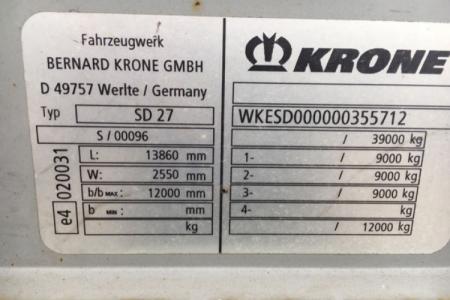 Fahrzeugwerk
BERNARD KRONE GMBH
D 49757 Werlte / Germany
Typ SD 27
S / 00096
e4 020031
L: 13860 mm
W: 2550 mm
b/b MAX: 12000 mm
b MIN: mm
kg
KRONE
WKESD000000355712
/ 39000 kg
1- / 9000 kg
2- / 9000 kg
3- / 9000 kg
4- kg
/ 12000 kg